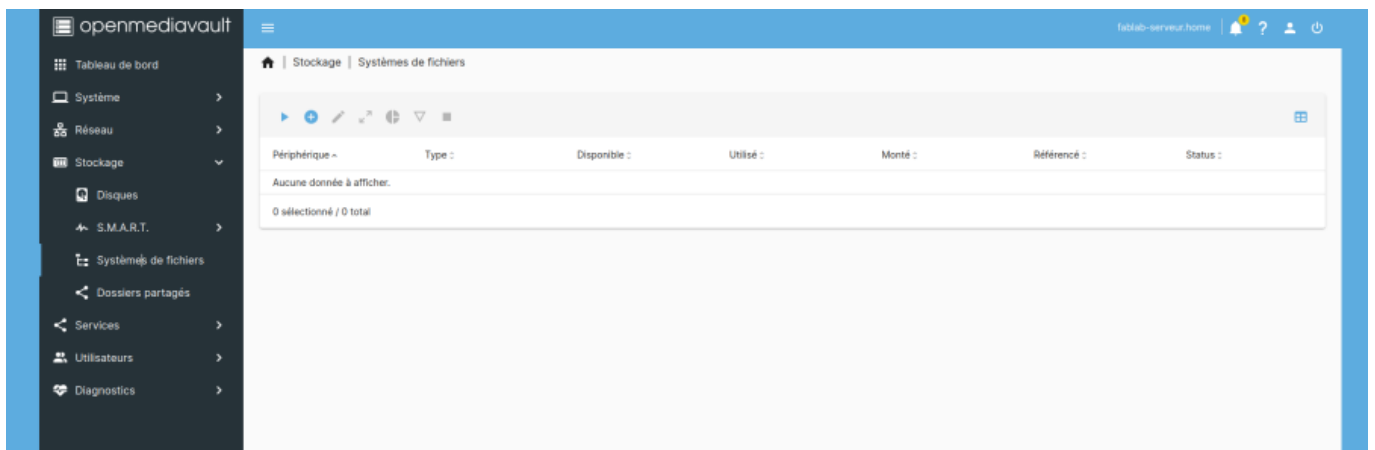 openmediavault
fablab-serveur.home
Tableau de bord
Système
Réseau
Stockage
Disques
S.M.A.R.T.
Systèmes de fichiers
Dossiers partagés
Services
Utilisateurs
Diagnostics
Stockage | Systèmes de fichiers
Périphérique Type Disponible Utilisé Monté Référencé Status
Aucune donnée à afficher.
0 sélectionné / 0 total